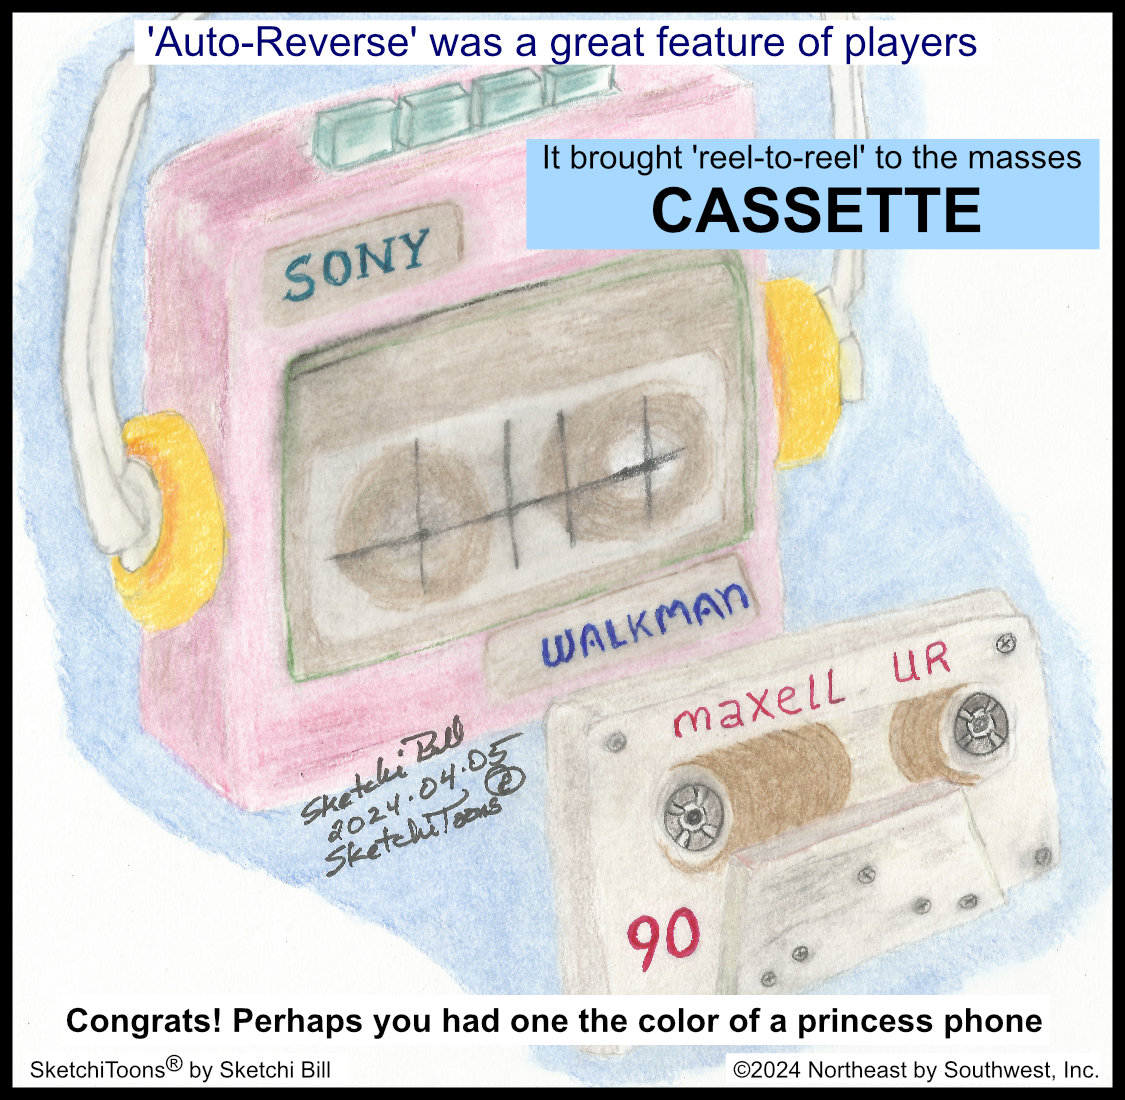 'Auto-Reverse' was a great feature of players
It brought 'reel-to-reel' to the masses
CASSETTE
SONY
WALKMAN
maxell UR
90
Sketchi Bill
2024.04.05
SketchiToons ©
Congrats! Perhaps you had one the color of a princess phone
SketchiToons® by Sketchi Bill
©2024 Northeast by Southwest, Inc.